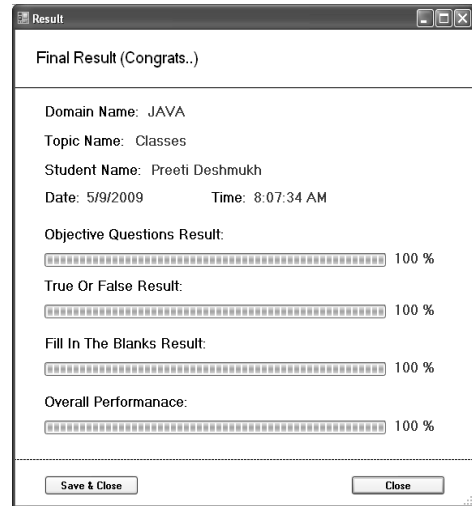 Result
Final Result (Congrats..)
Domain Name: JAVA
Topic Name: Classes
Student Name: Preeti Deshmukh
Date: 5/9/2009 Time: 8:07:34 AM
Objective Questions Result:
100 %
True Or False Result:
100 %
Fill In The Blanks Result:
100 %
Overall Performanace:
100 %
Save & Close Close